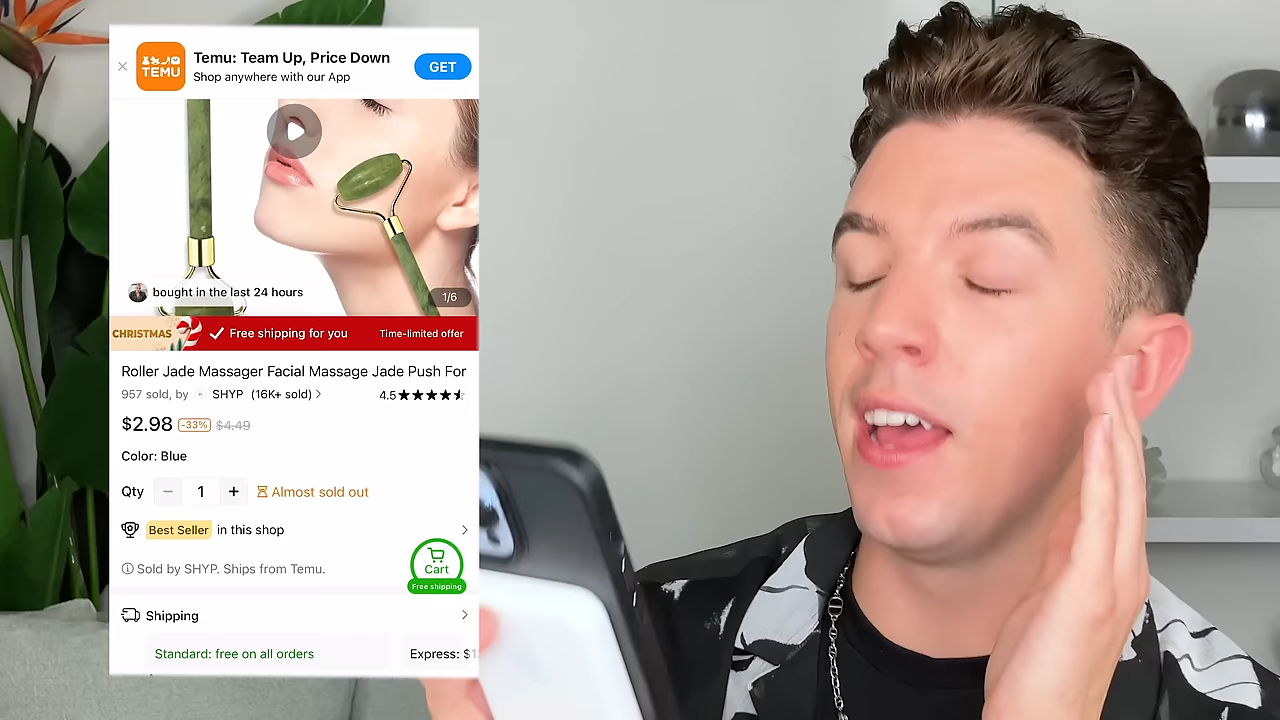 Temu: Team Up, Price Down
TEMU
Shop anywhere with our App
GET
bought in the last 24 hours
1/6
CHRISTMAS
Free shipping for you
Time-limited offer
Roller Jade Massager Facial Massage Jade Push For
957 sold, by SHYP (16K+ sold)
4.5
$2.98 -33% $4.49
Color: Blue
Qty 1 + Almost sold out
Best Seller in this shop
Cart
Sold by SHYP. Ships from Temu.
Free shipping
Shipping
Standard: free on all orders
Express: $1